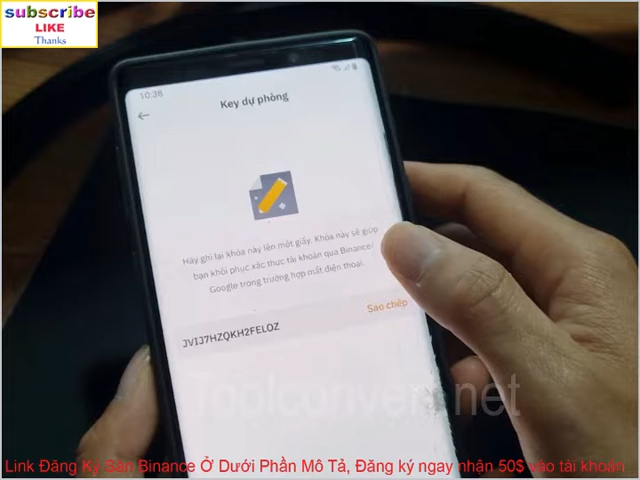 subscribe
LIKE
Thanks
10:38
Key dự phòng
Hãy ghi lại khóa này lên một giấy. Khóa này sẽ giúp
bạn khôi phục xác thực tài khoản qua Binance/
Google trong trường hợp mất điện thoại.
JVIJ7HZQKH2FELOZ
Sao chép
Toolconvert.net
Link Đăng Ký Sàn Binance Ở Dưới Phần Mô Tả, Đăng ký ngay nhận 50$ vào tài khoản